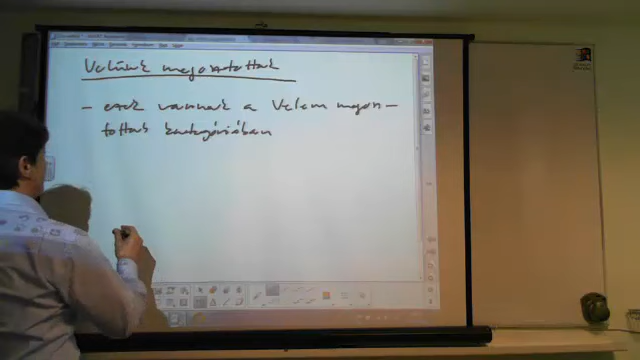 Velünk megosztottak
- ezek vannak a Velem megosz-
tottak kategóriában